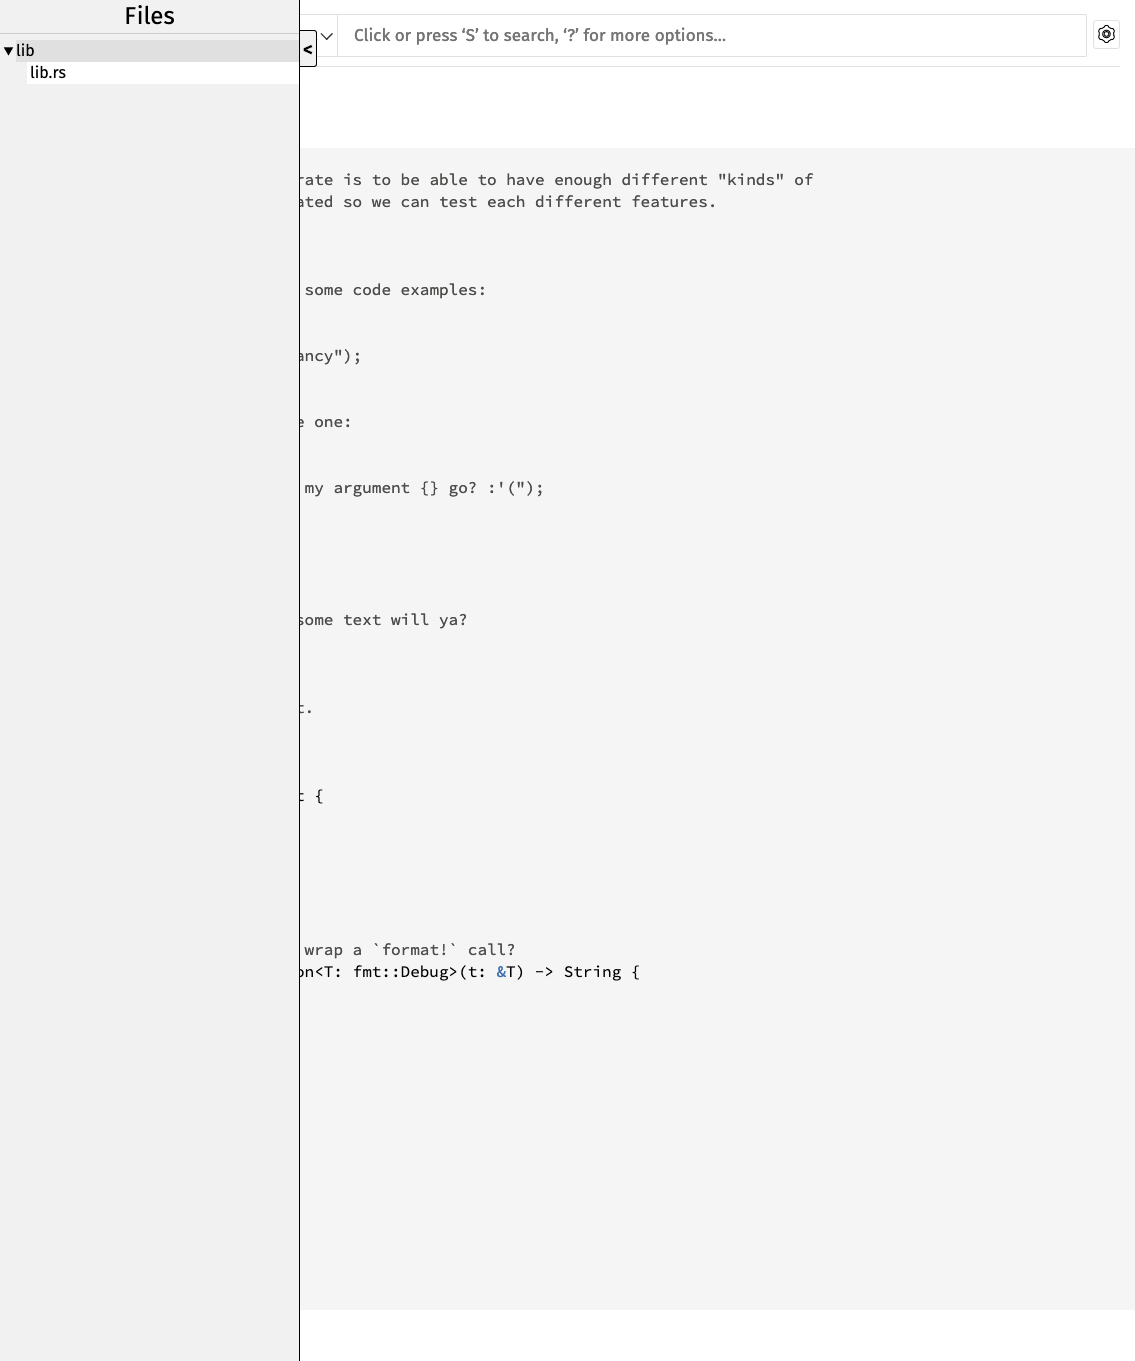 Files
lib
lib.rs
<
Click or press ‘S’ to search, ‘?’ for more options…
rate is to be able to have enough different "kinds" of
ated so we can test each different features.
some code examples:
ancy");
e one:
my argument {} go? :'(");
some text will ya?
t.
t {
wrap a `format!` call?
on<T: fmt::Debug>(t: &T) -> String {